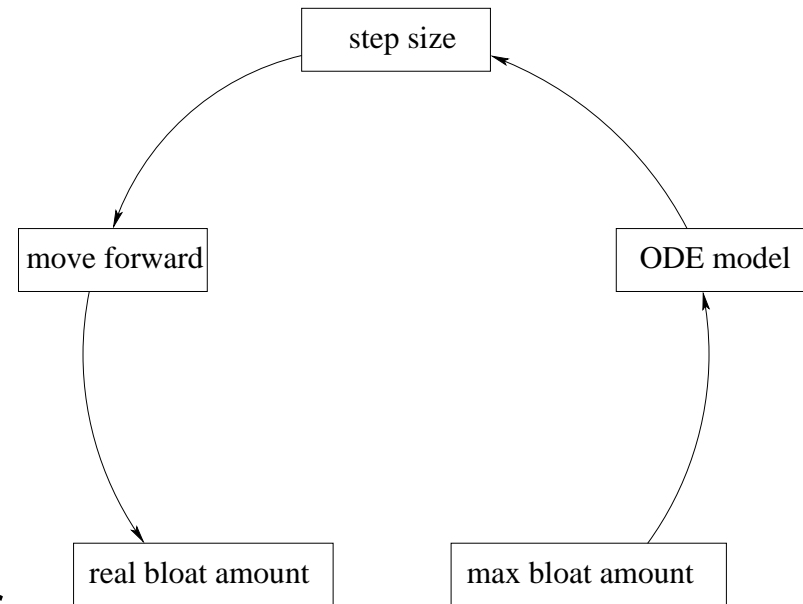 step size
move forward
ODE model
real bloat amount
max bloat amount